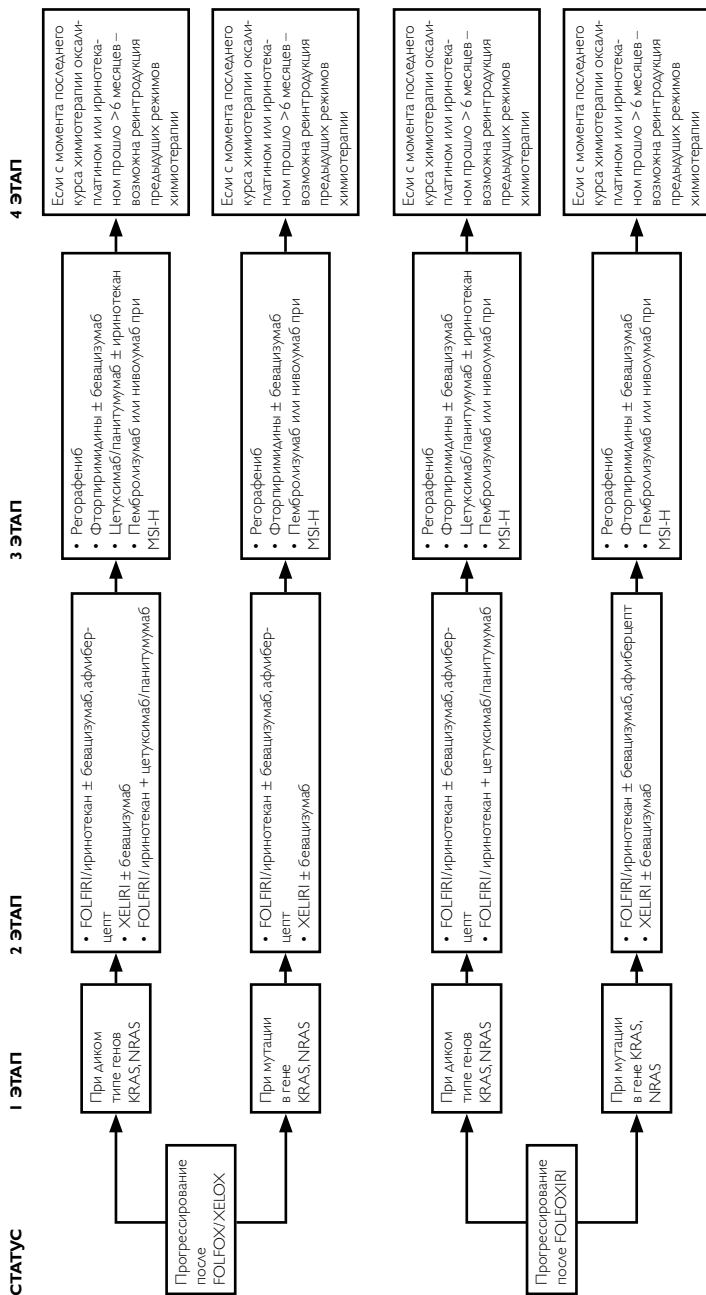 СТАТУС
1 ЭТАП
2 ЭТАП
3 ЭТАП
4 ЭТАП
Прогрессирование
после
FOLFOX/XELOX
При диком
типе генов
KRAS, NRAS
• FOLFIRI/иринотекан ± бевацизумаб, афлибер-
цепт
• XELIRI ± бевацизумаб
• FOLFIRI/ иринотекан + цетуксимаб/панитумумаб
• Регорафениб
• Фторпиримидины ± бевацизумаб
• Цетуксимаб/панитумумаб ± иринотекан
• Пембролизумаб или ниволумаб при
MSI-H
Если с момента последнего
курса химиотерапии оксали-
платином или иринотека-
ном прошло >6 месяцев –
возможна реинтродукция
предыдущих режимов
химиотерапии
При мутации
в гене
KRAS, NRAS
• FOLFIRI/иринотекан ± бевацизумаб, афлибер-
цепт
• XELIRI ± бевацизумаб
• Регорафениб
• Фторпиримидины ± бевацизумаб
• Пембролизумаб или ниволумаб при
MSI-H
Если с момента последнего
курса химиотерапии оксали-
платином или иринотека-
ном прошло >6 месяцев –
возможна реинтродукция
предыдущих режимов
химиотерапии
Прогрессирование
после FOLFOXIRI
При диком
типе генов
KRAS, NRAS
• FOLFIRI/иринотекан ± бевацизумаб, афлибер-
цепт
• FOLFIRI/ иринотекан + цетуксимаб/панитумумаб
• Регорафениб
• Фторпиримидины ± бевацизумаб
• Цетуксимаб/панитумумаб ± иринотекан
• Пембролизумаб или ниволумаб при
MSI-H
Если с момента последнего
курса химиотерапии оксали-
платином или иринотека-
ном прошло >6 месяцев –
возможна реинтродукция
предыдущих режимов
химиотерапии
При мутации
в гене KRAS,
NRAS
• FOLFIRI/иринотекан ± бевацизумаб, афлиберцепт
• XELIRI ± бевацизумаб
• Регорафениб
• Фторпиримидины ± бевацизумаб
• Пембролизумаб или ниволумаб при
MSI-H
Если с момента последнего
курса химиотерапии оксали-
платином или иринотека-
ном прошло >6 месяцев –
возможна реинтродукция
предыдущих режимов
химиотерапии